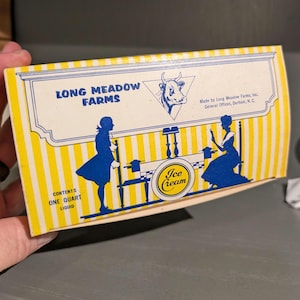 LONG MEADOW
FARMS
Made by Long Meadow Farms, Inc.
General Offices, Durham, N. C.
CONTENTS
ONE QUART
LIQUID
Ice
Cream